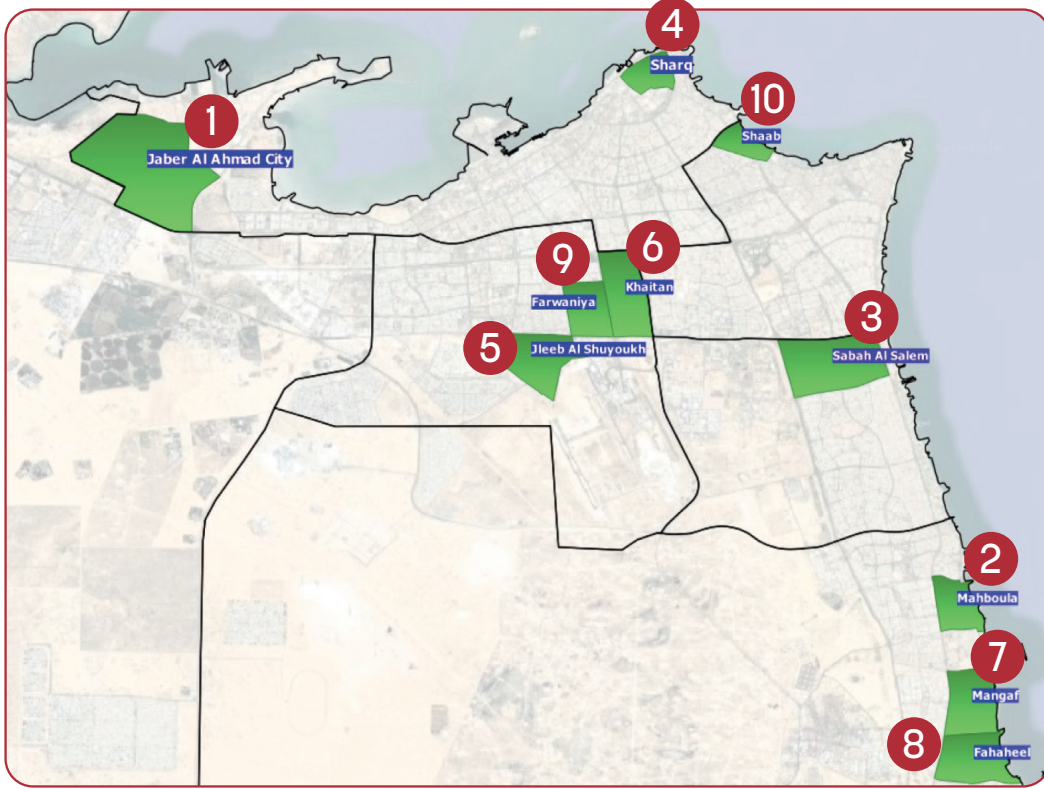 4
Sharq
10
Shaab
1
Jaber Al Ahmad City
6
Khaitan
9
Farwaniya
3
Sabah Al Salem
5
Jleeb Al Shuyoukh
2
Mahboula
7
Mangaf
8
Fahaheel